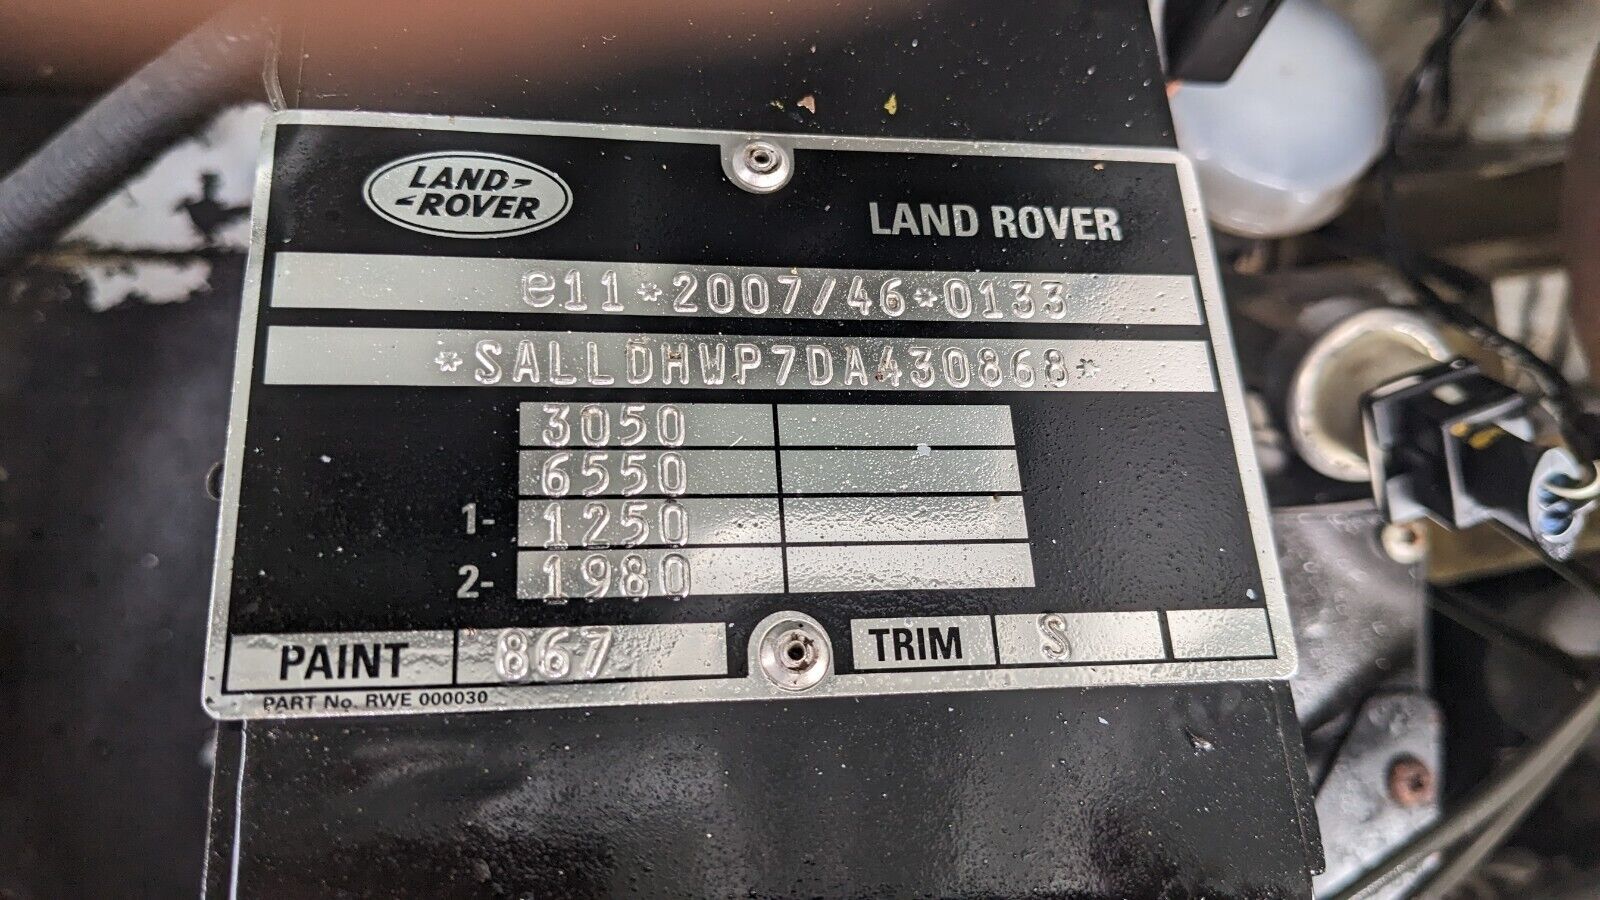 LAND-
-ROVER
LAND ROVER
e11*2007/46*0133
*SALLDHWP7DA430868*
3050
6550
1- 1250
2- 1980
PAINT 867 TRIM S
PART No. RWE 000030